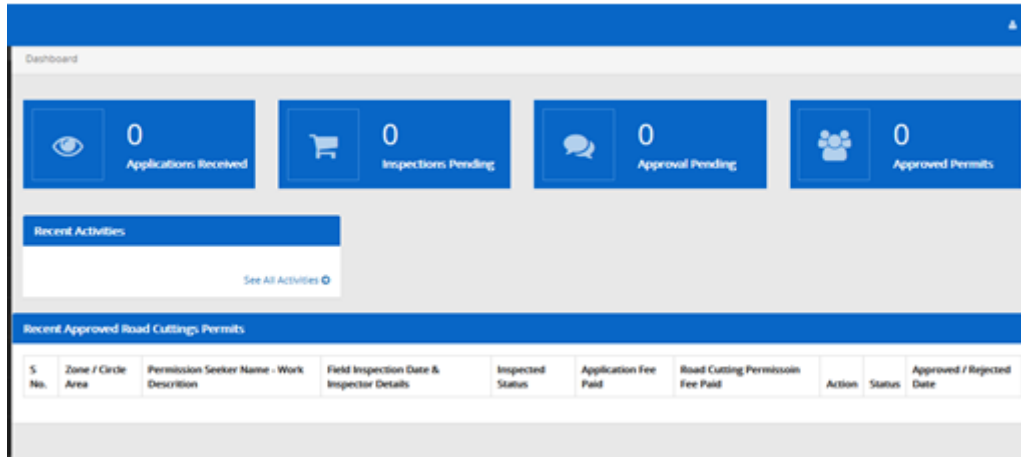 Dashboard
0
Applications Received
0
Inspections Pending
0
Approval Pending
0
Approved Permits
Recent Activities
See All Activities
Recent Approved Road Cuttings Permits
S No.
Zone / Circle Area
Permission Seeker Name - Work Descrition
Field Inspection Date & Inspector Details
Inspected Status
Application Fee Paid
Road Cutting Permissoin Fee Paid
Action
Status
Approved / Rejected Date